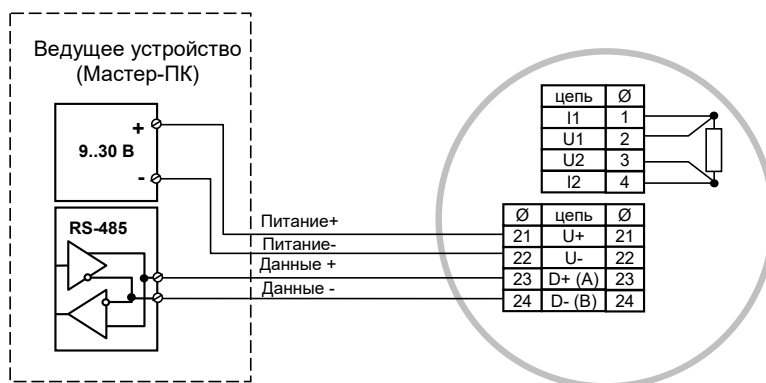 Ведущее устройство
(Мастер-ПК)
+
9..30 В
-
RS-485
Питание+
Питание-
Данные +
Данные -
цепь Ø
I1 1
U1 2
U2 3
I2 4
Ø цепь Ø
21 U+ 21
22 U- 22
23 D+ (A) 23
24 D- (B) 24